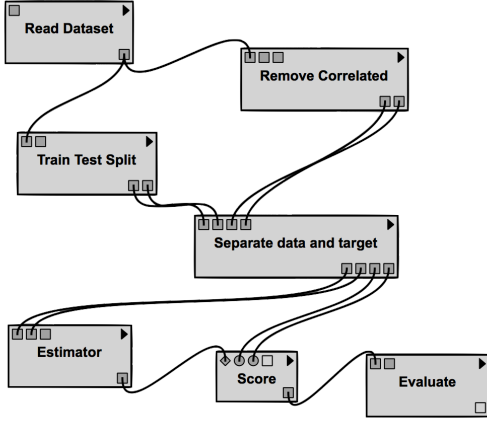 Read Dataset
Remove Correlated
Train Test Split
Separate data and target
Estimator
Score
Evaluate